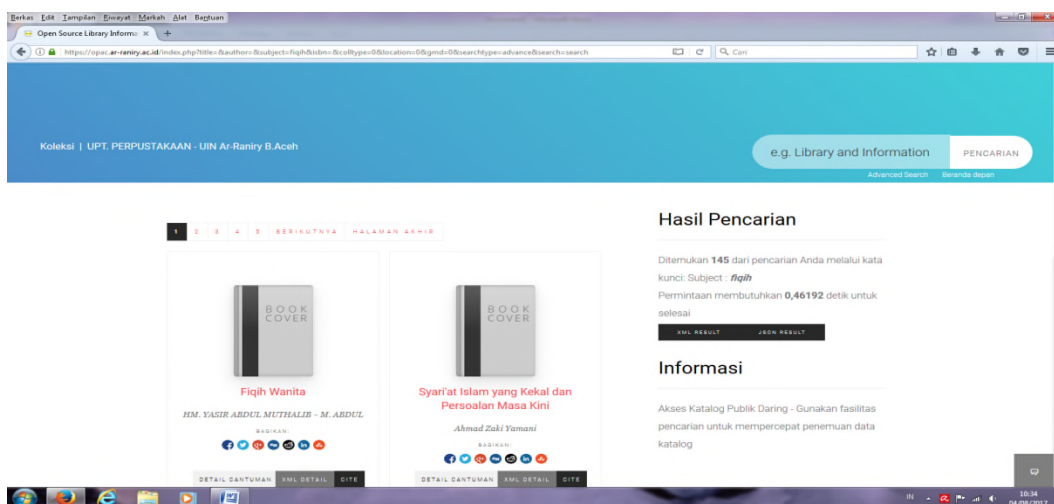 Berkas Edit Tampilan Riwayat Markah Alat Bantuan
Open Source Library Informa × +
https://opac.ar-raniry.ac.id/index.php?title=&author=&subject=fiqih&isbn=&colltype=0&location=0&gmd=0&searchtype=advance&search=search
Cari
Koleksi | UPT. PERPUSTAKAAN - UIN Ar-Raniry B.Aceh
e.g. Library and Information PENCARIAN
Advanced Search Beranda depan
1 2 3 4 5 BERIKUTNYA HALAMAN AKHIR
BOOK
COVER
Fiqih Wanita
HM. YASIR ABDUL MUTHALIB - M. ABDUL
BAGIKAN:
DETAIL CANTUMAN XML DETAIL CITE
BOOK
COVER
Syari'at Islam yang Kekal dan
Persoalan Masa Kini
Ahmad Zaki Yamani
BAGIKAN:
DETAIL CANTUMAN XML DETAIL CITE
Hasil Pencarian
Ditemukan 145 dari pencarian Anda melalui kata
kunci: Subject : fiqih
Permintaan membutuhkan 0,46192 detik untuk
selesai
XML RESULT JSON RESULT
Informasi
Akses Katalog Publik Daring - Gunakan fasilitas
pencarian untuk mempercepat penemuan data
katalog
IN
10:34
04/08/2017